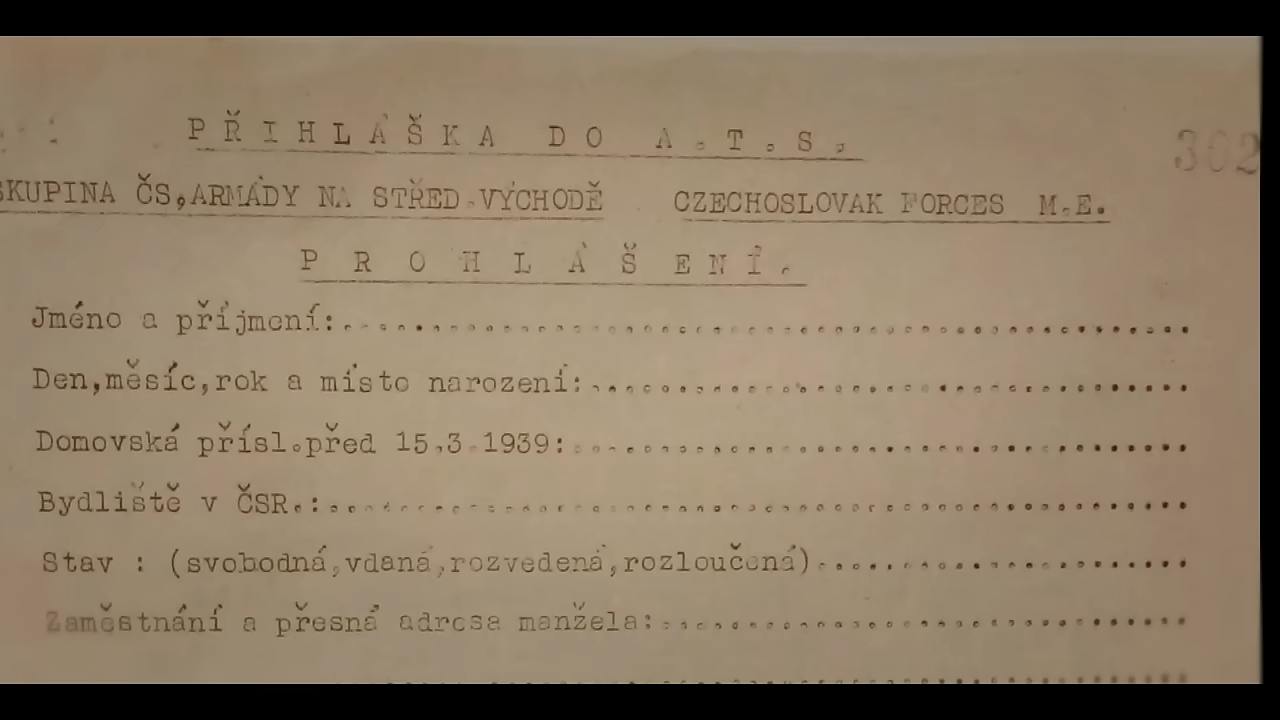 PŘIHLÁŠKA DO A.T.S.
302
SKUPINA ČS,ARMÁDY NA STŘED.VÝCHODĚ CZECHOSLOVAK FORCES M.E.
PROHLÁŠENÍ.
Jméno a příjmení:
Den,měsíc,rok a místo narození:
Domovská přísl.před 15.3.1939:
Bydliště v ČSR.:
Stav : (svobodná,vdaná,rozvedená,rozloučená)
Zaměstnání a přesná adresa manžela: